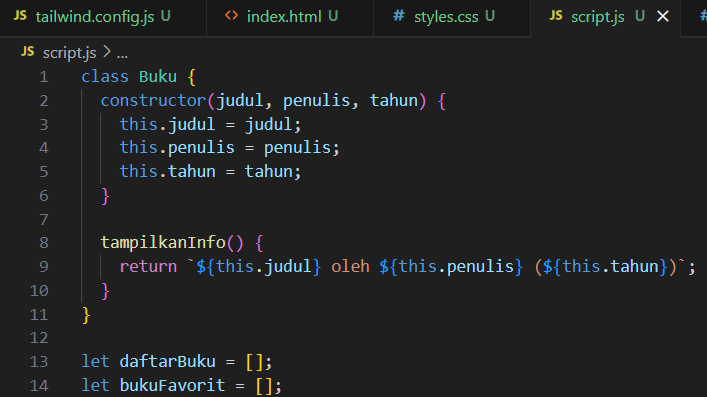 JS tailwind.config.js U <> index.html U # styles.css U JS script.js U ×
JS script.js > ...
1 class Buku {
2 constructor(judul, penulis, tahun) {
3 this.judul = judul;
4 this.penulis = penulis;
5 this.tahun = tahun;
6 }
7
8 tampilkanInfo() {
9 return `${this.judul} oleh ${this.penulis} (${this.tahun})`;
10 }
11 }
12
13 let daftarBuku = [];
14 let bukuFavorit = [];